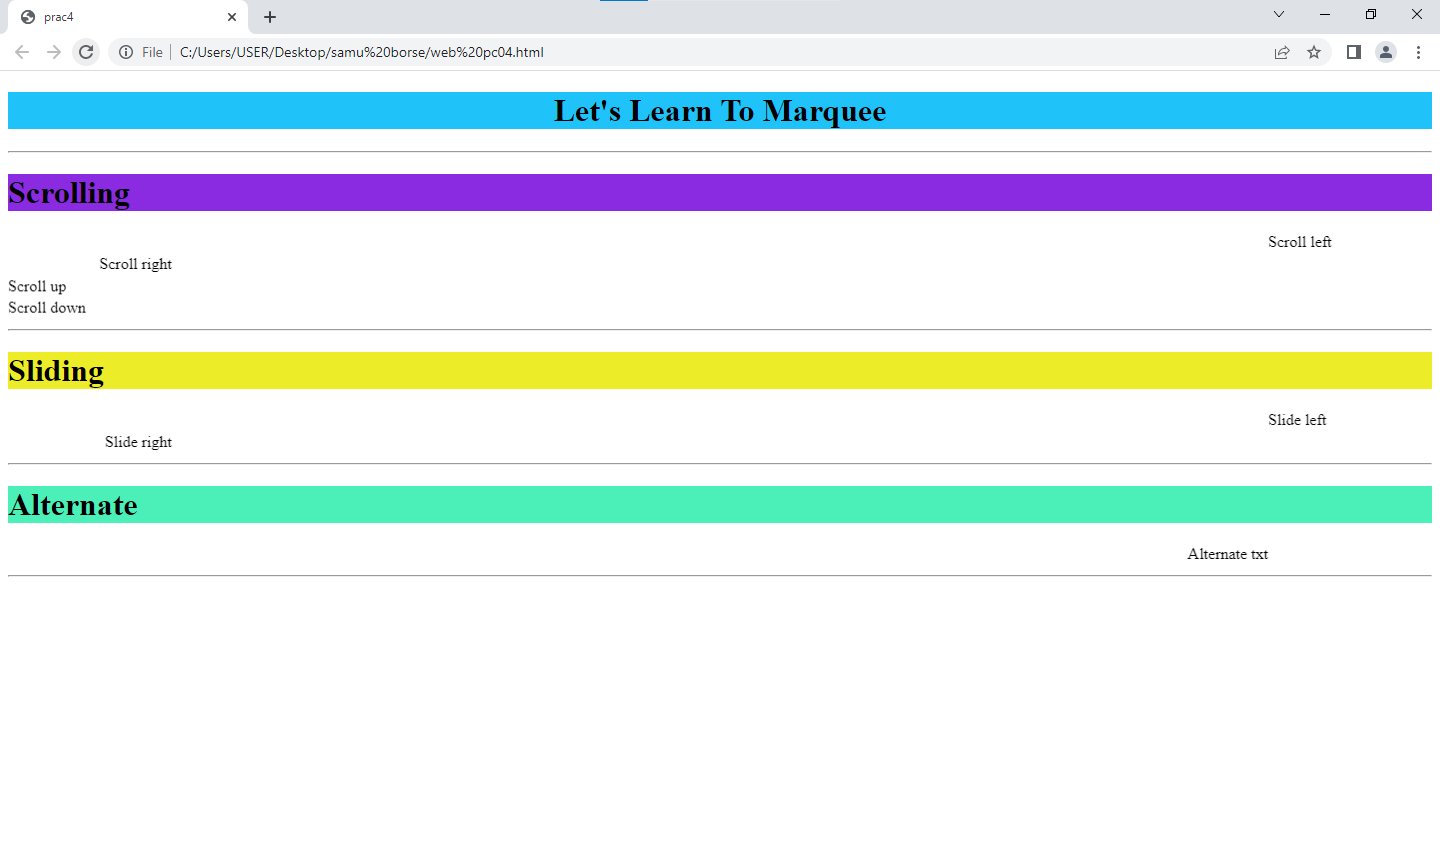 prac4
File C:/Users/USER/Desktop/samu%20borse/web%20pc04.html
Let's Learn To Marquee
Scrolling
Scroll left
Scroll right
Scroll up
Scroll down
Sliding
Slide left
Slide right
Alternate
Alternate txt